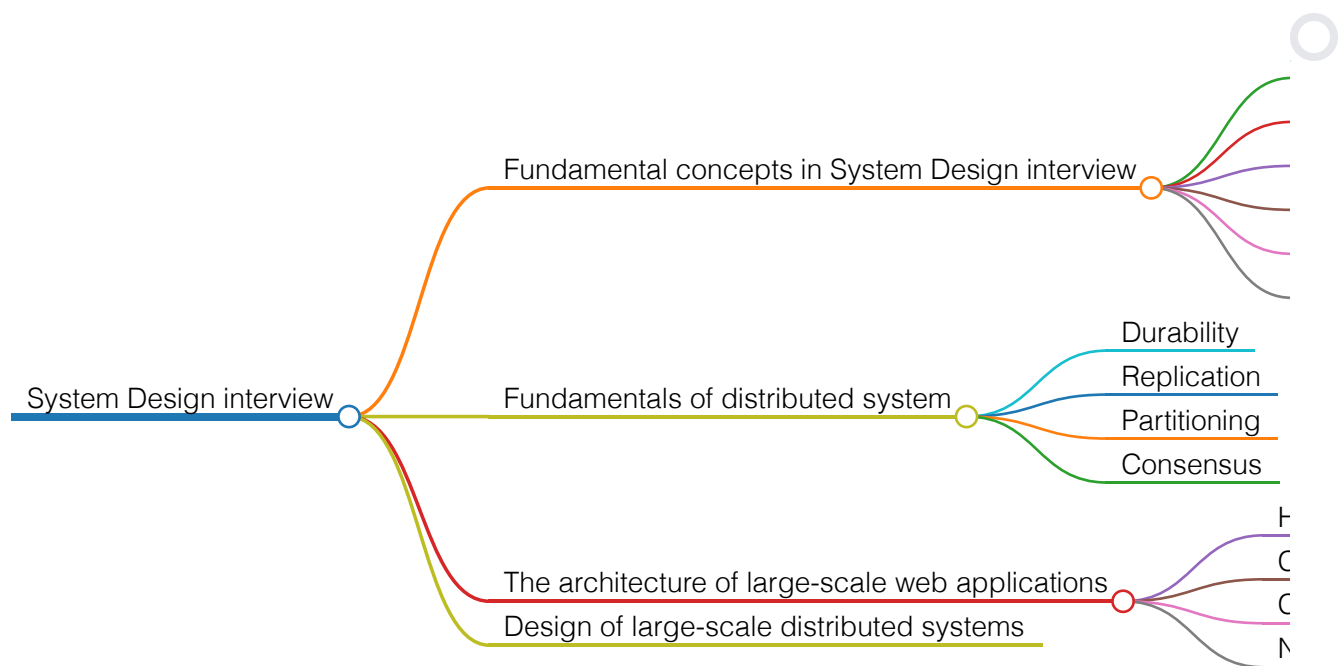 System Design interview
Fundamental concepts in System Design interview
Fundamentals of distributed system
Durability
Replication
Partitioning
Consensus
The architecture of large-scale web applications
Design of large-scale distributed systems